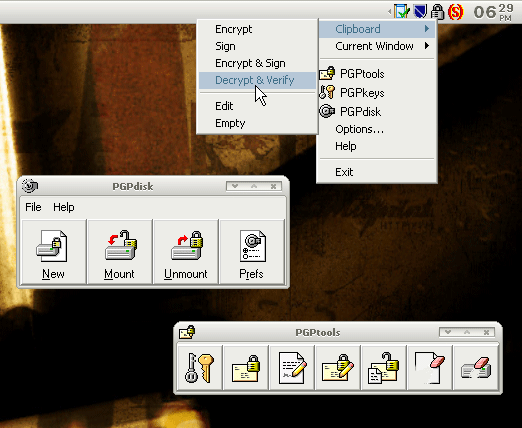 06 29 PM
Encrypt
Sign
Encrypt & Sign
Decrypt & Verify
Edit
Empty
Clipboard
Current Window
PGPtools
PGPkeys
PGPdisk
Options...
Help
Exit
PGPdisk
File Help
New Mount Unmount Prefs
PGPtools